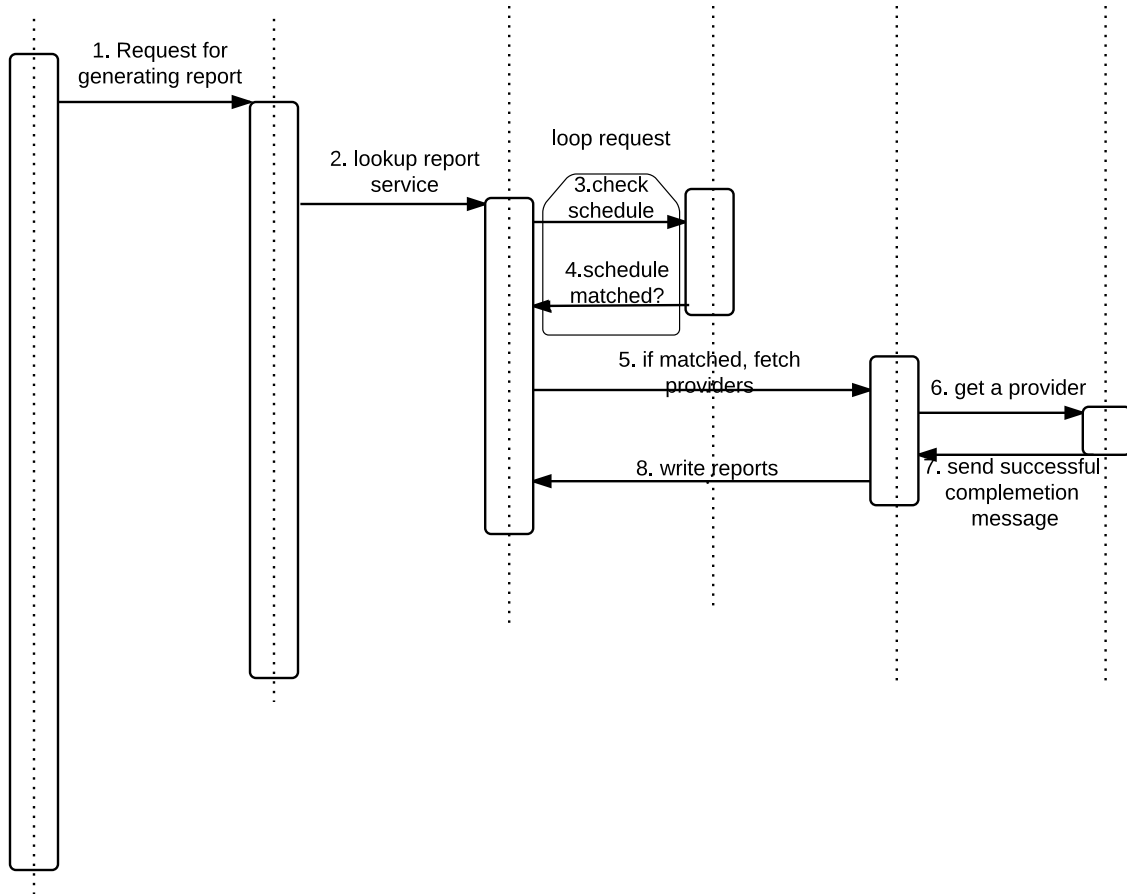 1. Request for
generating report
loop request
2. lookup report
service
3.check
schedule
4.schedule
matched?
5. if matched, fetch
providers
6. get a provider
7. send successful
complemetion
message
8. write reports